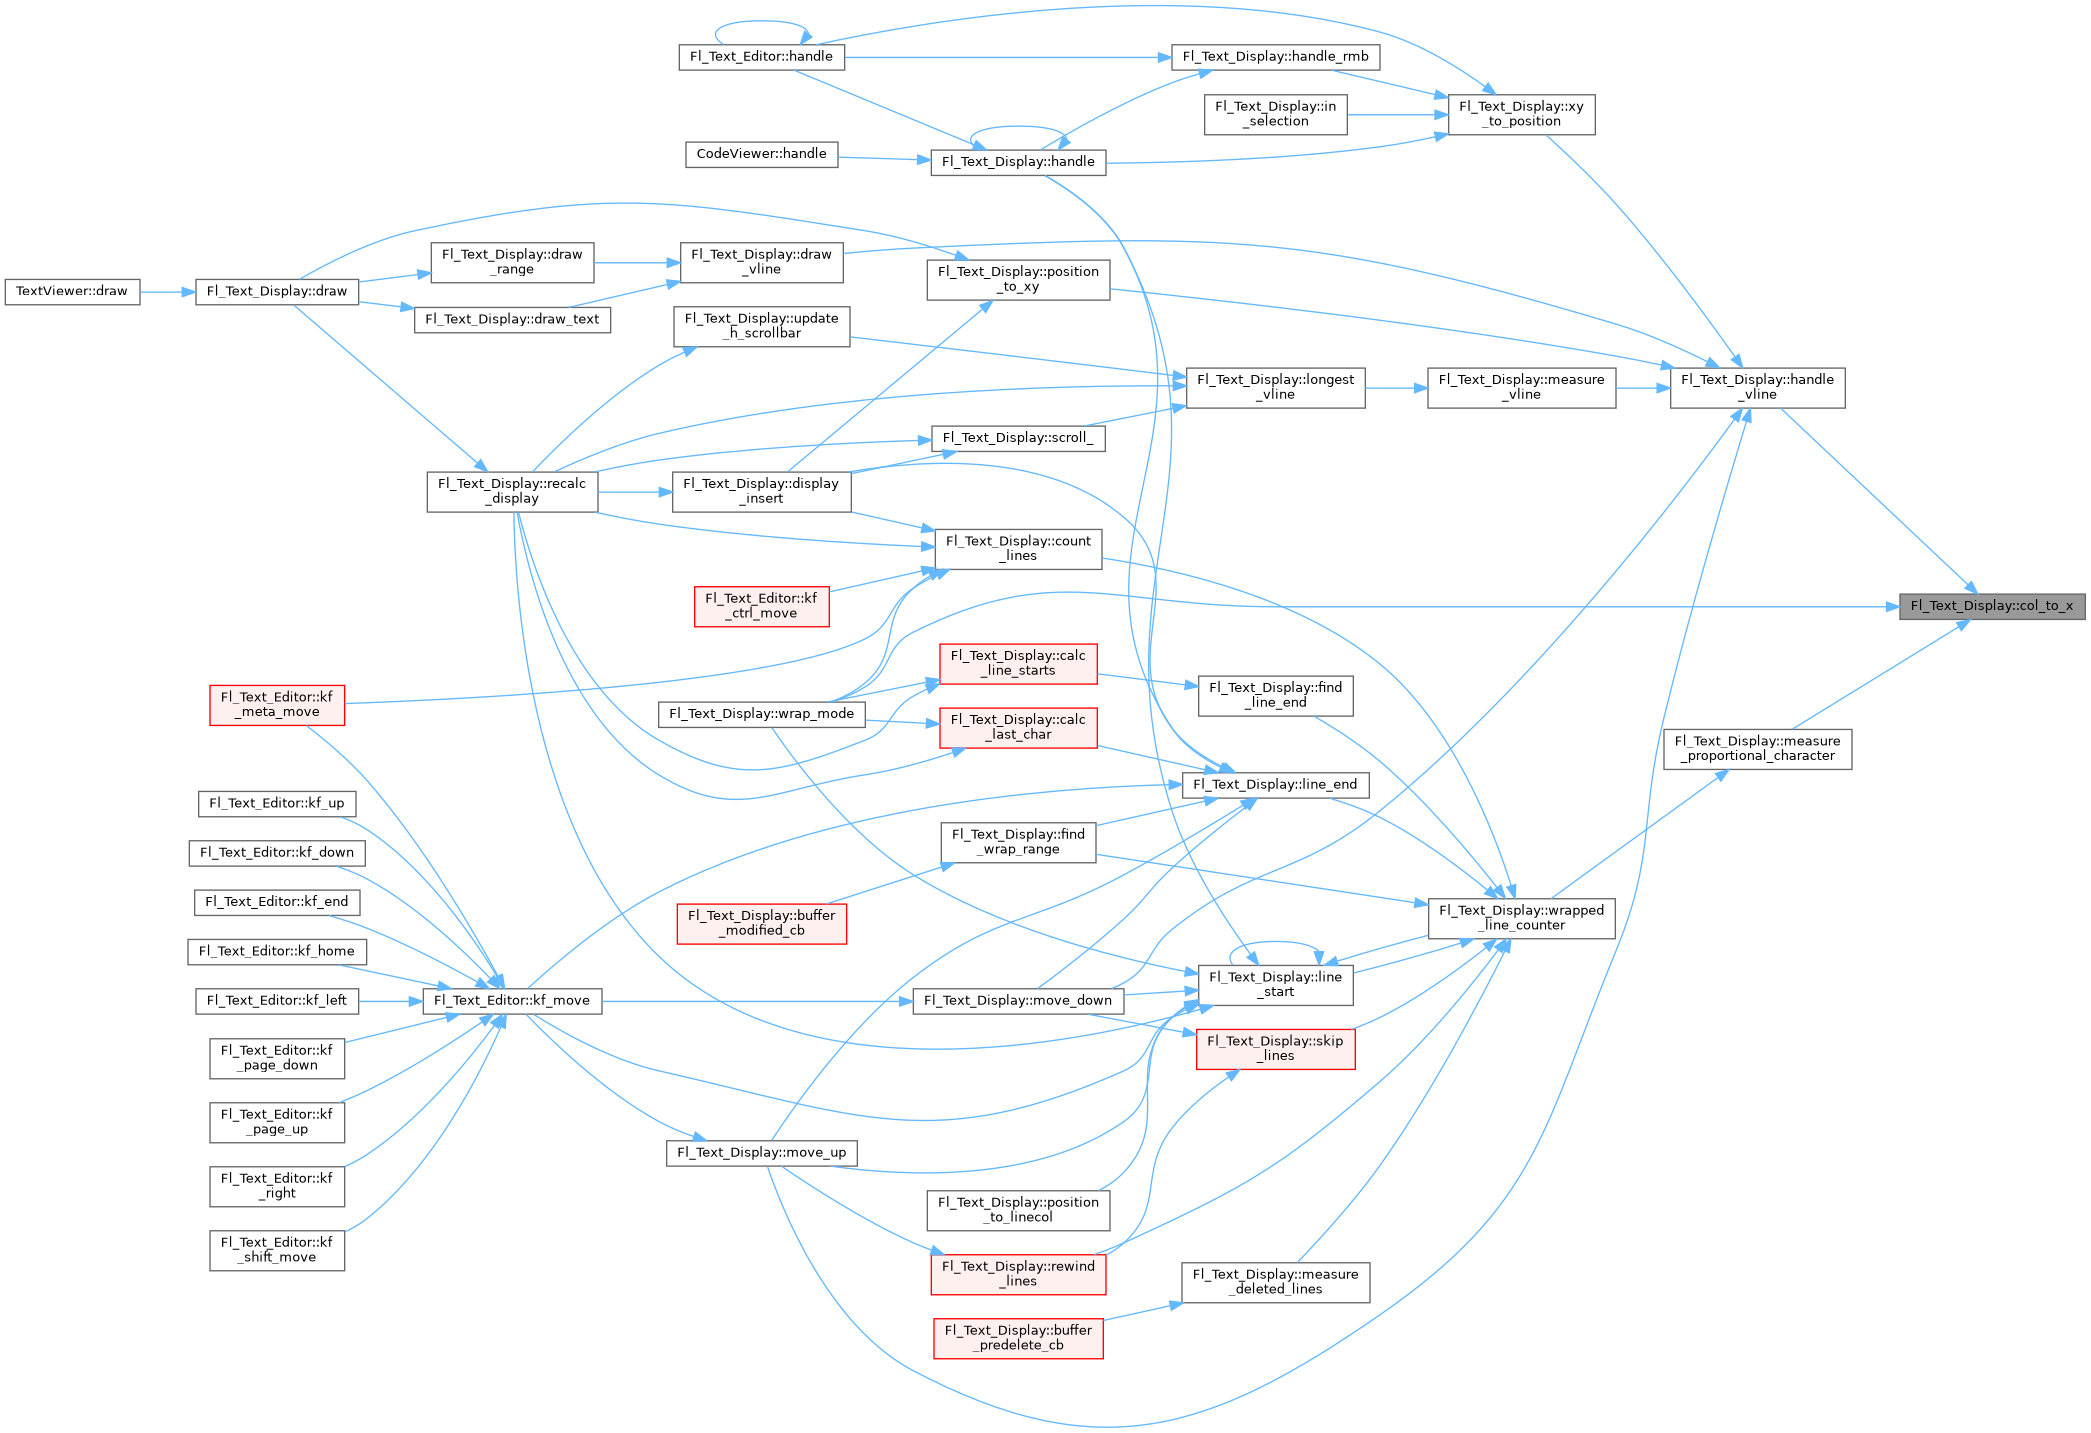 Fl_Text_Editor::handle
Fl_Text_Display::handle_rmb
Fl_Text_Display::in
_selection
Fl_Text_Display::xy
_to_position
CodeViewer::handle
Fl_Text_Display::handle
TextViewer::draw
Fl_Text_Display::draw
Fl_Text_Display::draw
_range
Fl_Text_Display::draw_text
Fl_Text_Display::draw
_vline
Fl_Text_Display::position
_to_xy
Fl_Text_Display::update
_h_scrollbar
Fl_Text_Display::longest
_vline
Fl_Text_Display::measure
_vline
Fl_Text_Display::handle
_vline
Fl_Text_Display::scroll_
Fl_Text_Display::recalc
_display
Fl_Text_Display::display
_insert
Fl_Text_Display::count
_lines
Fl_Text_Editor::kf
_ctrl_move
Fl_Text_Display::col_to_x
Fl_Text_Display::calc
_line_starts
Fl_Text_Display::find
_line_end
Fl_Text_Editor::kf
_meta_move
Fl_Text_Display::wrap_mode
Fl_Text_Display::calc
_last_char
Fl_Text_Display::measure
_proportional_character
Fl_Text_Display::line_end
Fl_Text_Editor::kf_up
Fl_Text_Editor::kf_down
Fl_Text_Display::find
_wrap_range
Fl_Text_Editor::kf_end
Fl_Text_Display::buffer
_modified_cb
Fl_Text_Display::wrapped
_line_counter
Fl_Text_Editor::kf_home
Fl_Text_Editor::kf_left
Fl_Text_Editor::kf_move
Fl_Text_Display::move_down
Fl_Text_Display::line
_start
Fl_Text_Editor::kf
_page_down
Fl_Text_Display::skip
_lines
Fl_Text_Editor::kf
_page_up
Fl_Text_Display::move_up
Fl_Text_Editor::kf
_right
Fl_Text_Display::position
_to_linecol
Fl_Text_Editor::kf
_shift_move
Fl_Text_Display::rewind
_lines
Fl_Text_Display::measure
_deleted_lines
Fl_Text_Display::buffer
_predelete_cb